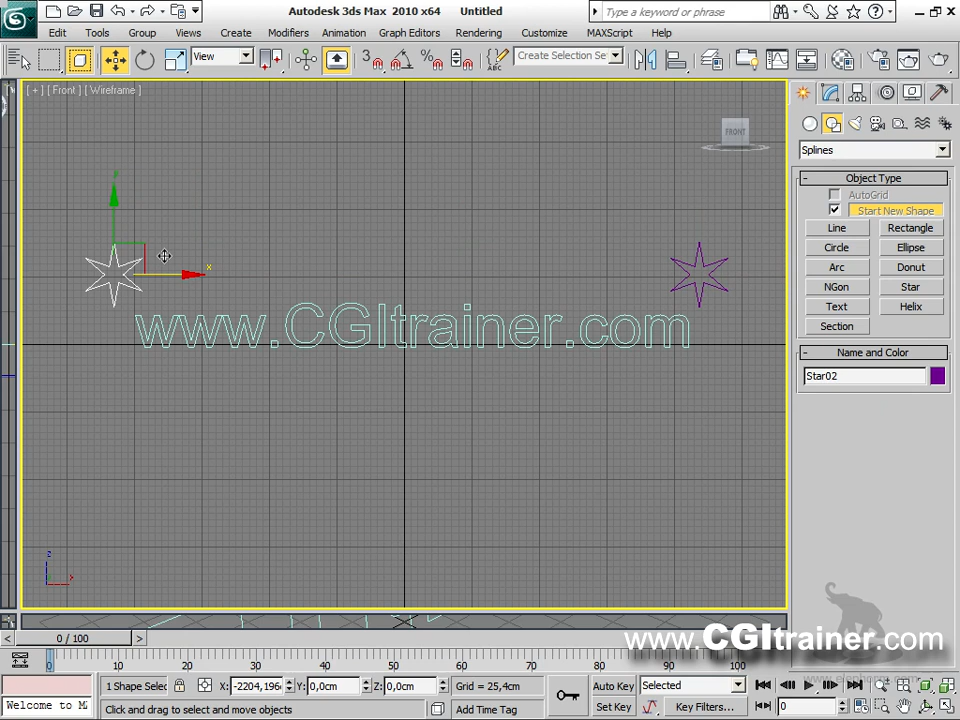 Autodesk 3ds Max 2010 x64 Untitled
Type a keyword or phrase
Edit Tools Group Views Create Modifiers Animation Graph Editors Rendering Customize MAXScript Help
View
3
Create Selection Se
[ + ] [ Front ] [ Wireframe ]
FRONT
Splines
Object Type
AutoGrid
Start New Shape
Line Rectangle
Circle Ellipse
Arc Donut
NGon Star
Text Helix
Section
Name and Color
Star02
x
www.CGItrainer.com
z
x
0 / 100
www.CGItrainer.com
0 10 20 30 40 50 60 70 80 90 100
1 Shape Selec X: -2204,196 Y: 0,0cm Z: 0,0cm Grid = 25,4cm Auto Key Selected
Welcome to MA Click and drag to select and move objects Add Time Tag Set Key Key Filters... 0